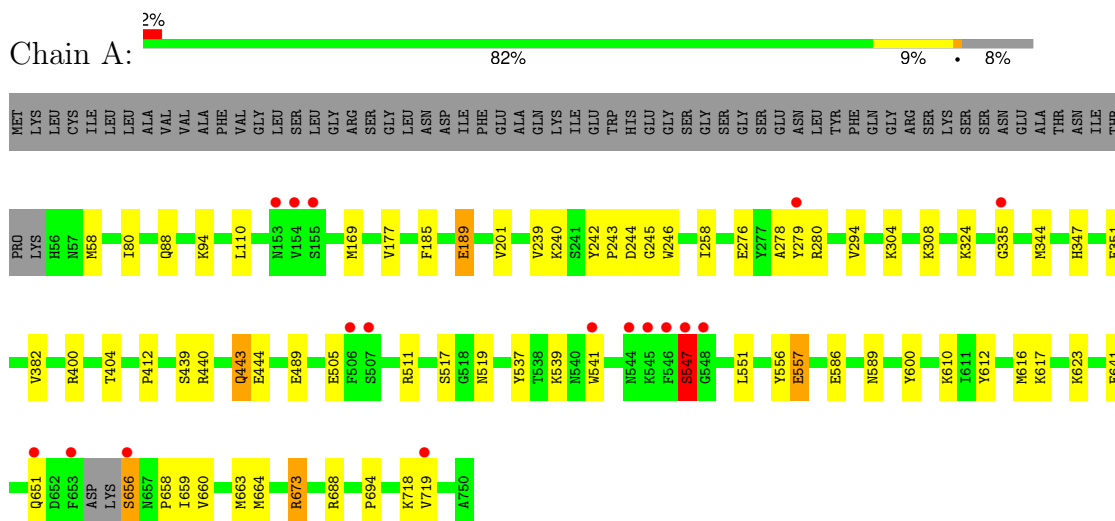 2%
Chain A:
82% 9% • 8%
MET LYS LEU CYS ILE LEU LEU ALA VAL VAL ALA PHE VAL GLY LEU SER LEU GLY ARG SER GLY LEU ASN ASP ILE PHE GLU ALA GLN LYS ILE GLU TRP HIS GLU GLY SER GLY SER GLY SER GLU ASN LEU TYR PHE GLN GLY ARG SER LYS SER SER ASN GLU ALA THR ASN ILE THR
PRO LYS H56 N57 M58 I80 Q88 K94 L110 N153 V154 S155 M169 V177 F185 E189 V201 V239 K240 S241 Y242 P243 D244 G245 W246 I258 E276 Y277 A278 Y279 R280 V294 K304 K308 K324 G335 M344 H347 E351
V382 R400 T404 P412 S439 R440 Q443 E444 E489 E505 F506 S507 R511 S517 G518 N519 Y537 T538 K539 N540 W541 N544 K545 F546 S547 G548 L551 Y556 E557 E586 N589 Y600 K610 I611 Y612 M616 K617 K623
Q651 D652 F653 ASP LYS S656 N657 P658 I659 V660 M663 M664 R673 R688 P694 K718 V719 A750